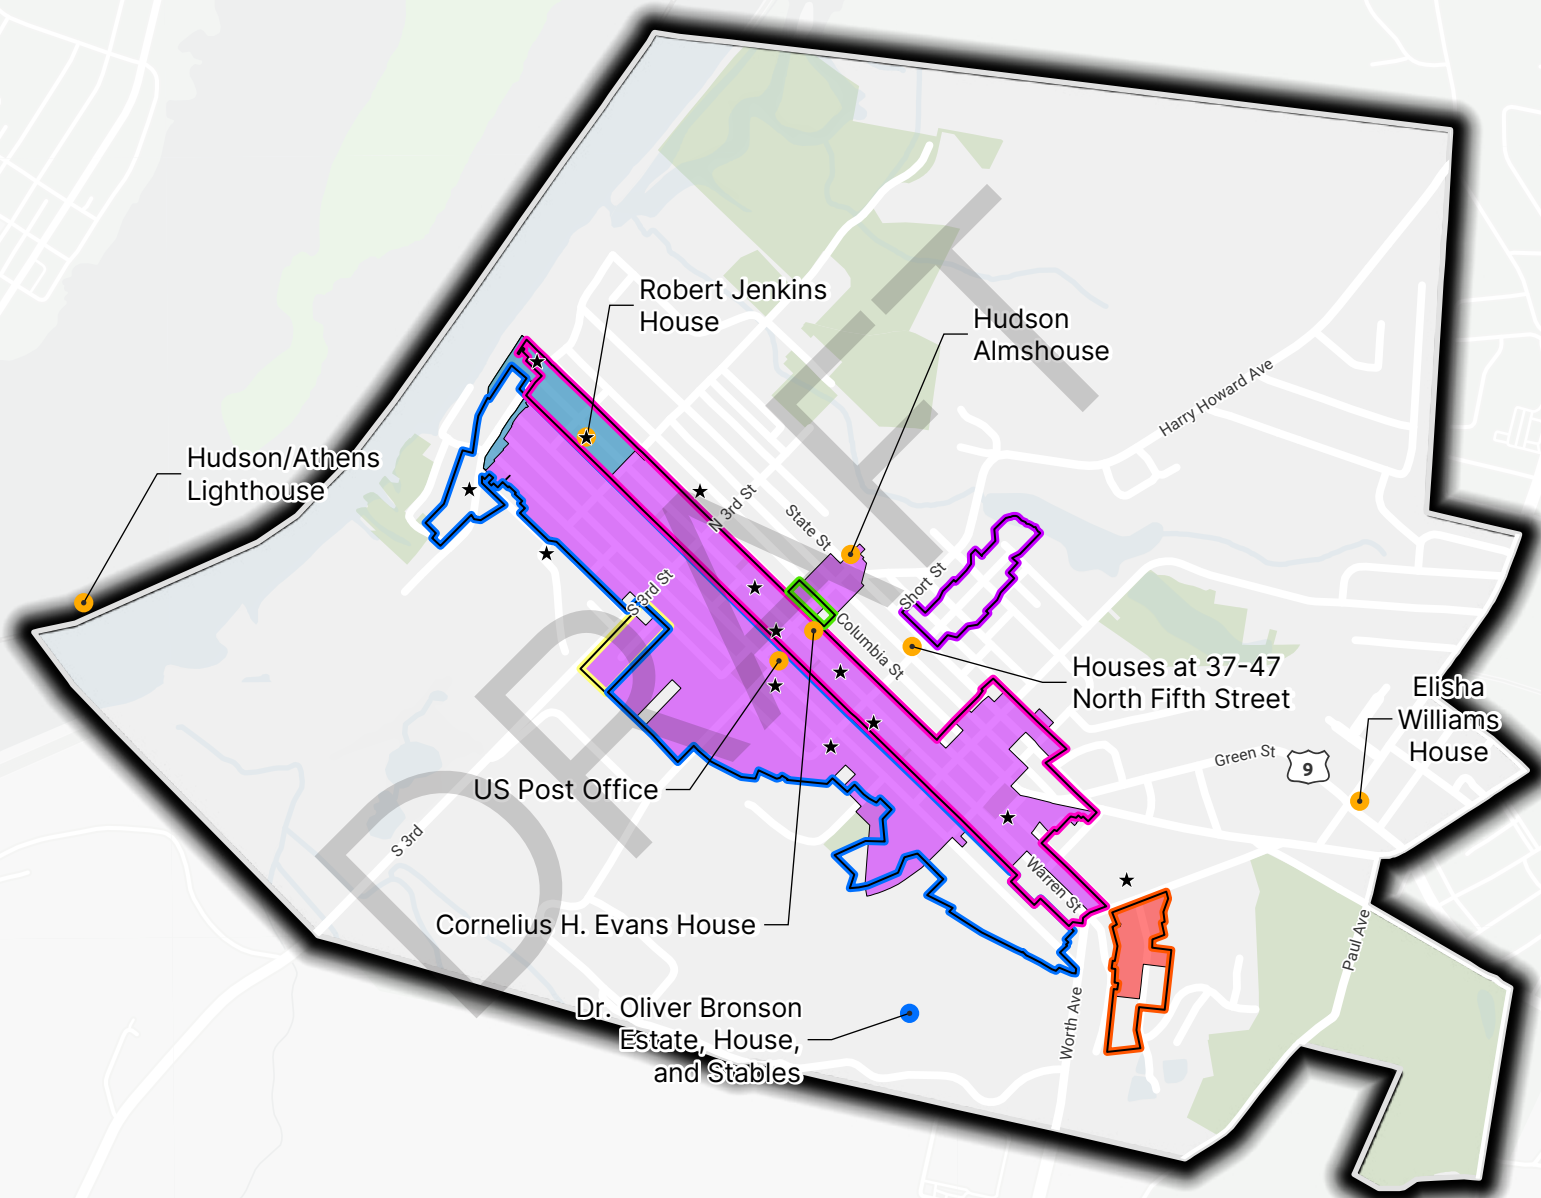 Robert Jenkins
House
Hudson
Almshouse
Harry Howard Ave
Hudson/Athens
Lighthouse
N 3rd St
State St
Short St
S 3rd St
Columbia St
Houses at 37-47
North Fifth Street
Elisha
Williams
House
Green St
9
US Post Office
S 3rd
Warren St
Cornelius H. Evans House
Paul Ave
Dr. Oliver Bronson
Estate, House,
and Stables
Worth Ave
DRAFT